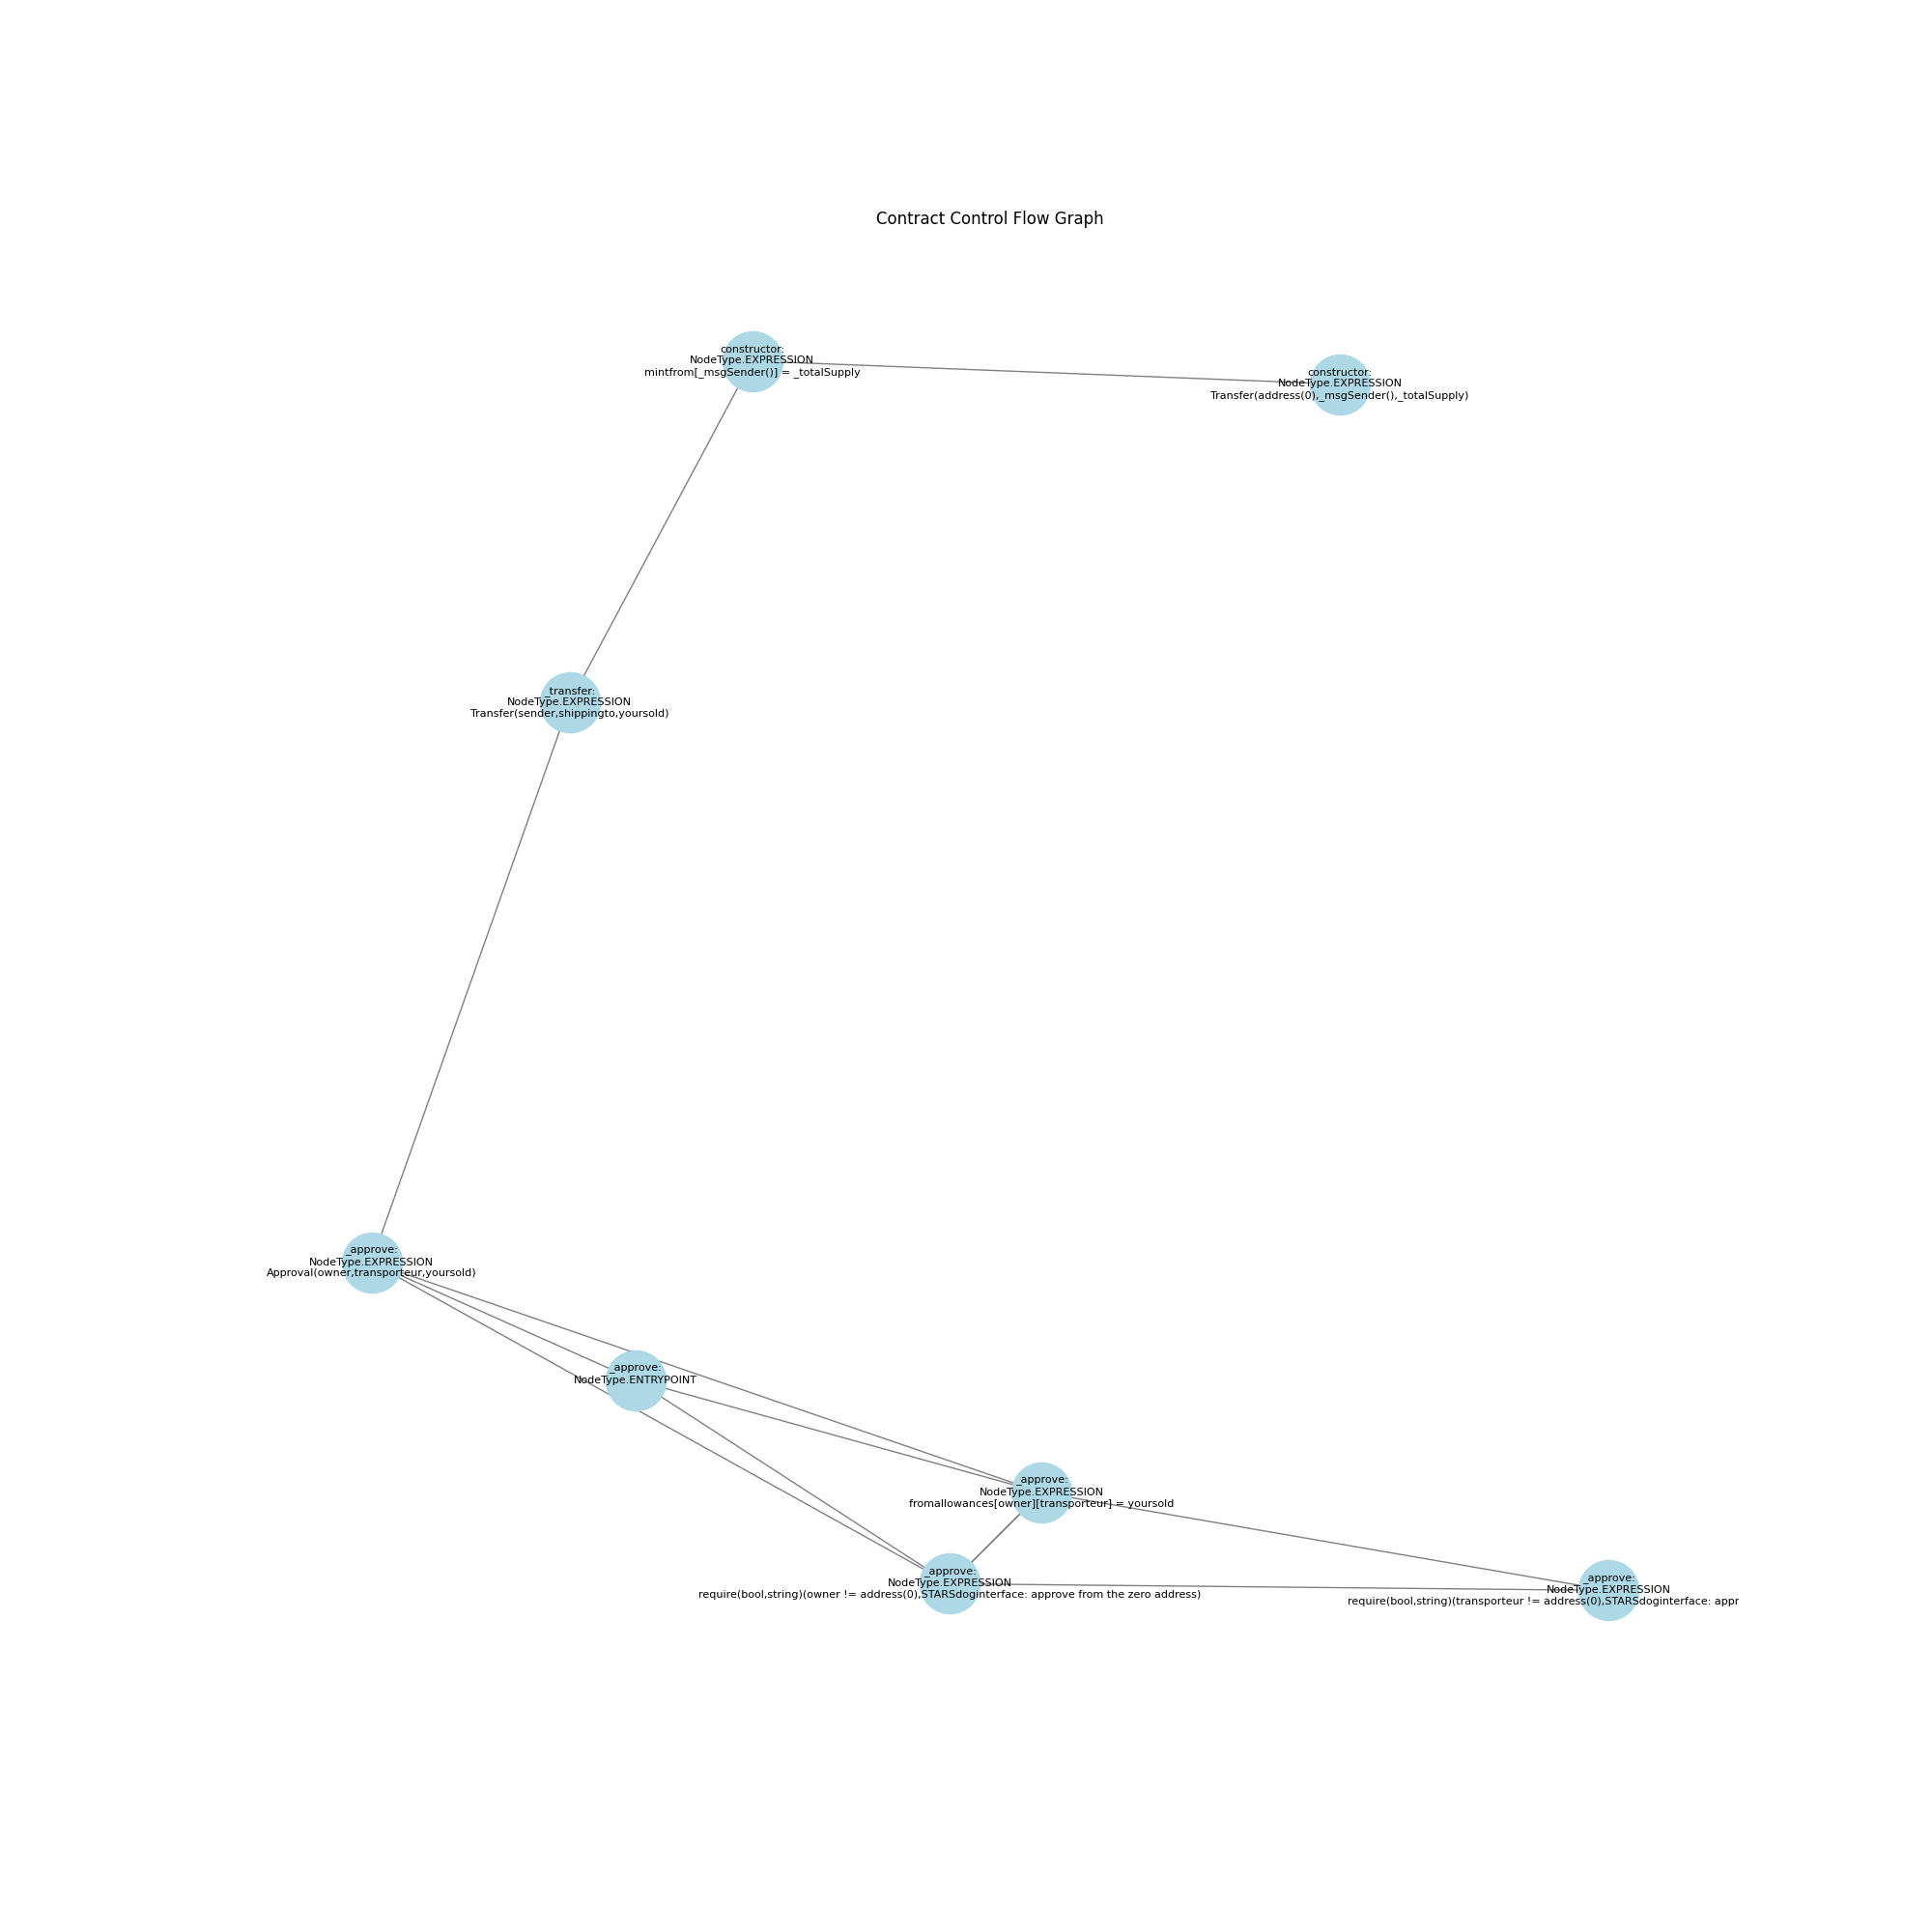 Contract Control Flow Graph
constructor:
NodeType.EXPRESSION
mintfrom[_msgSender()] = _totalSupply
constructor:
NodeType.EXPRESSION
Transfer(address(0),_msgSender(),_totalSupply)
_transfer:
NodeType.EXPRESSION
Transfer(sender,shippingto,yoursold)
_approve:
NodeType.EXPRESSION
Approval(owner,transporteur,yoursold)
_approve:
NodeType.ENTRYPOINT
_approve:
NodeType.EXPRESSION
fromallowances[owner][transporteur] = yoursold
_approve:
NodeType.EXPRESSION
require(bool,string)(owner != address(0),STARSdoginterface: approve from the zero address)
_approve:
NodeType.EXPRESSION
require(bool,string)(transporteur != address(0),STARSdoginterface: appr